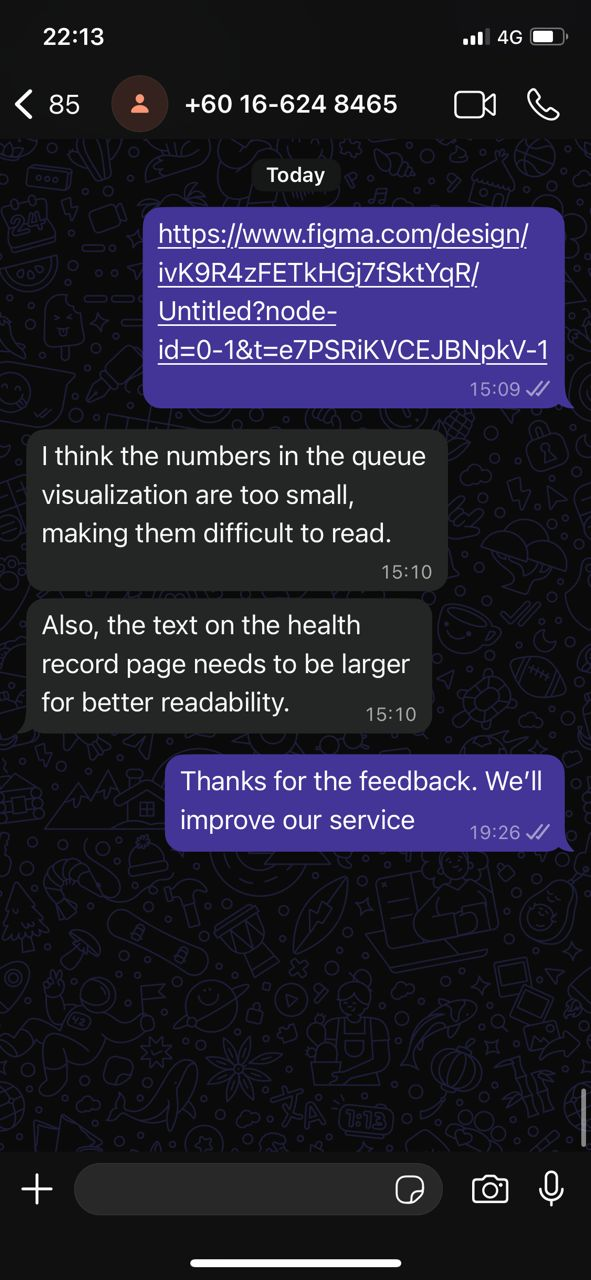 22:13
4G
85
+60 16-624 8465
Today
https://www.figma.com/design/
ivK9R4zFETkHGj7fSktYqR/
Untitled?node-
id=0-1&t=e7PSRiKVCEJBNpkV-1
15:09
I think the numbers in the queue
visualization are too small,
making them difficult to read.
15:10
Also, the text on the health
record page needs to be larger
for better readability.
15:10
Thanks for the feedback. We’ll
improve our service
19:26